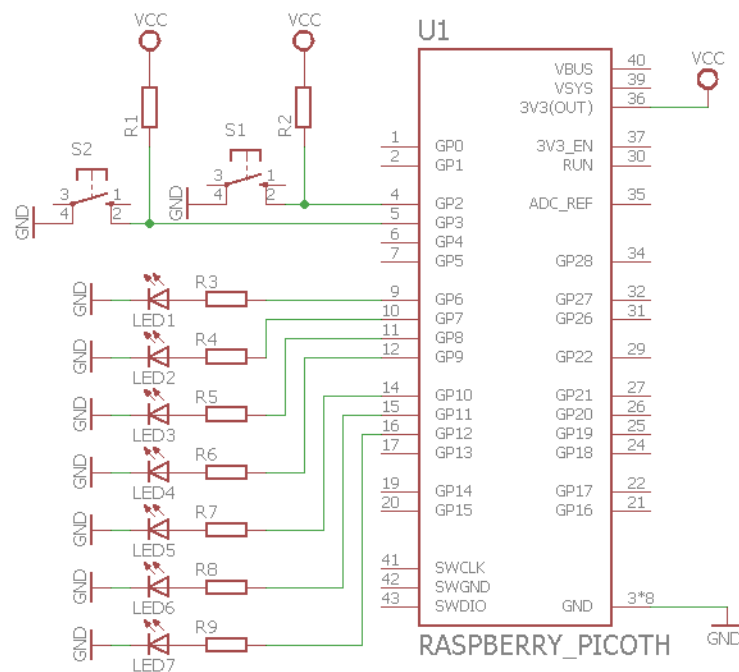 VCC
VCC
U1
VCC
R1
R2
S2
S1
3
1
4
2
GND
3
1
4
2
GND
1 GP0
2 GP1
4 GP2
5 GP3
6 GP4
7 GP5
9 GP6
10 GP7
11 GP8
12 GP9
14 GP10
15 GP11
16 GP12
17 GP13
19 GP14
20 GP15
41 SWCLK
42 SWGND
43 SWDIO
VBUS 40
VSYS 39
3V3(OUT) 36
3V3_EN 37
RUN 30
ADC_REF 35
GP28 34
GP27 32
GP26 31
GP22 29
GP21 27
GP20 26
GP19 25
GP18 24
GP17 22
GP16 21
GND 3*8
GND
GND
LED1
R3
GND
LED2
R4
GND
LED3
R5
GND
LED4
R6
GND
LED5
R7
GND
LED6
R8
GND
LED7
R9
RASPBERRY_PICOTH